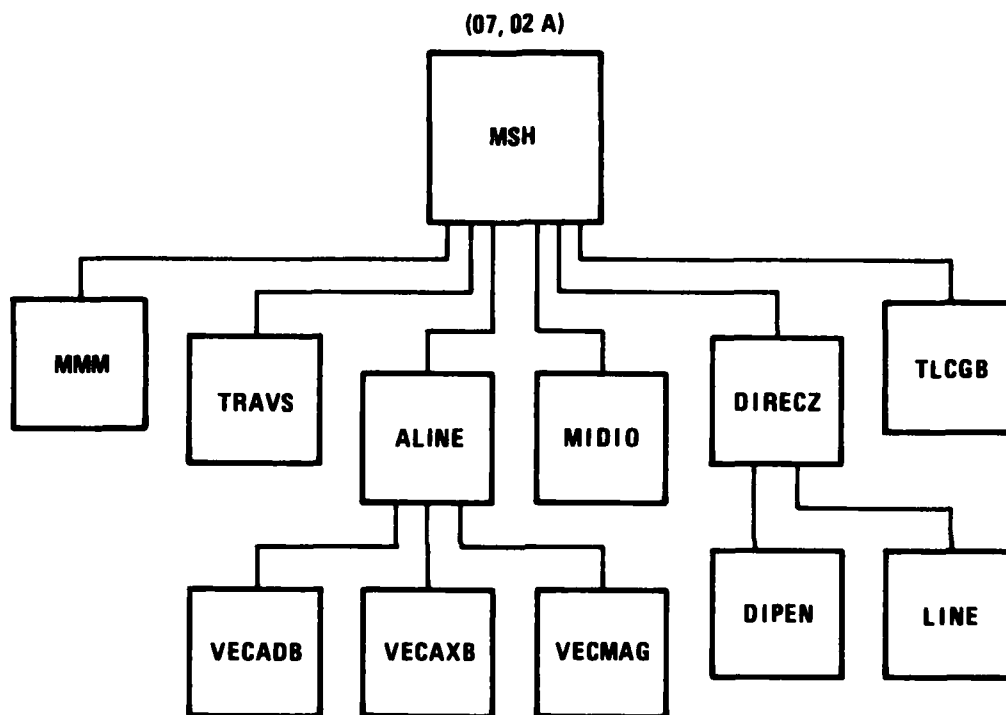 (07, 02 A)
MSH
MMM
TRAVS
ALINE
MIDIO
DIRECZ
TLCGB
VECADB
VECAXB
VECMAG
DIPEN
LINE